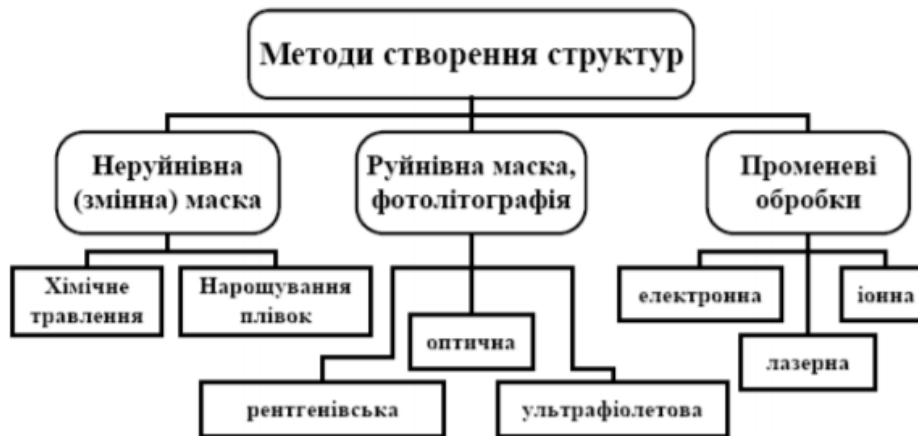 Методи створення структур
Неруйнівна
(змінна) маска
Руйнівна маска,
фотолітографія
Променеві
обробки
Хімічне
травлення
Нарощування
плівок
оптична
рентгенівська
ультрафіолетова
електронна
іонна
лазерна